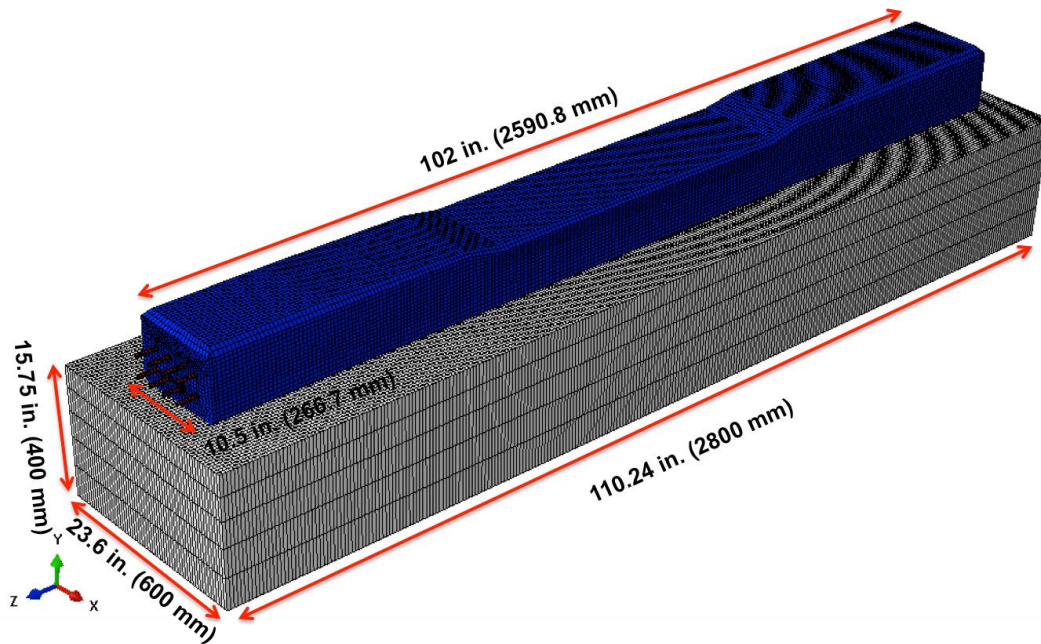 102 in. (2590.8 mm)
15.75 in. (400 mm)
10.5 in. (266.7 mm)
110.24 in. (2800 mm)
23.6 in. (600 mm)
Y
Z
X